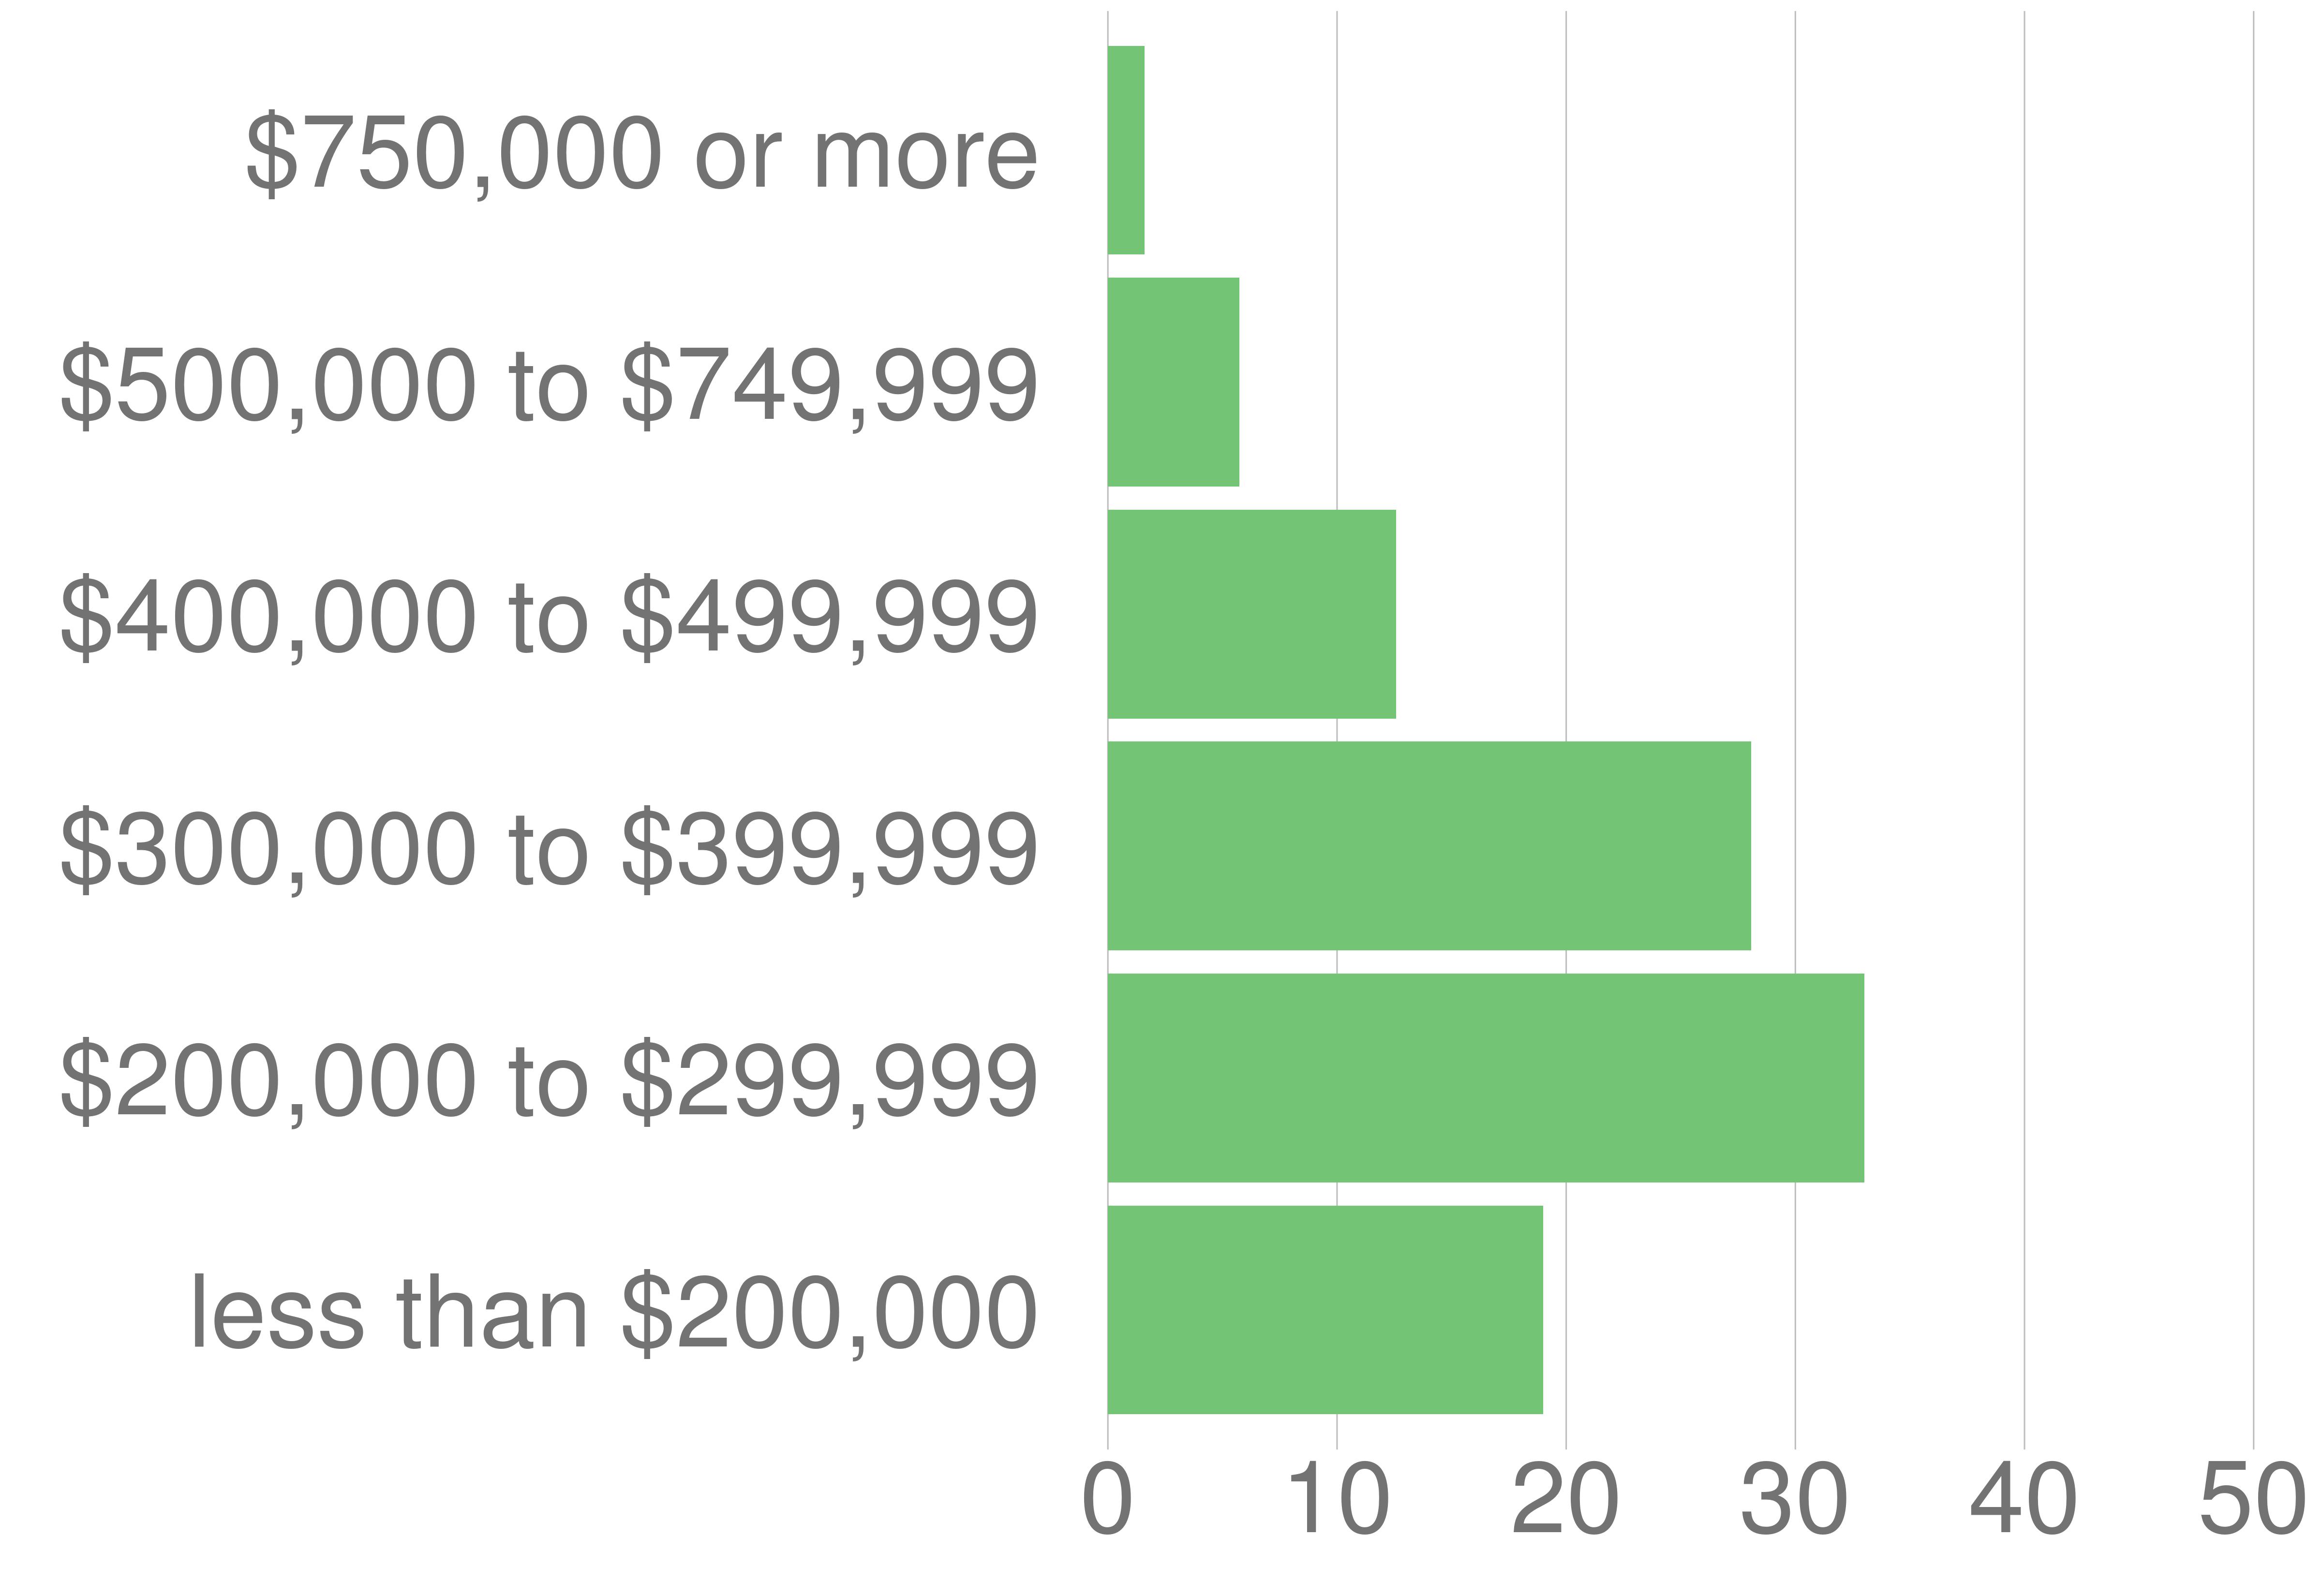 $750,000 or more
$500,000 to $749,999
$400,000 to $499,999
$300,000 to $399,999
$200,000 to $299,999
less than $200,000
0 10 20 30 40 50